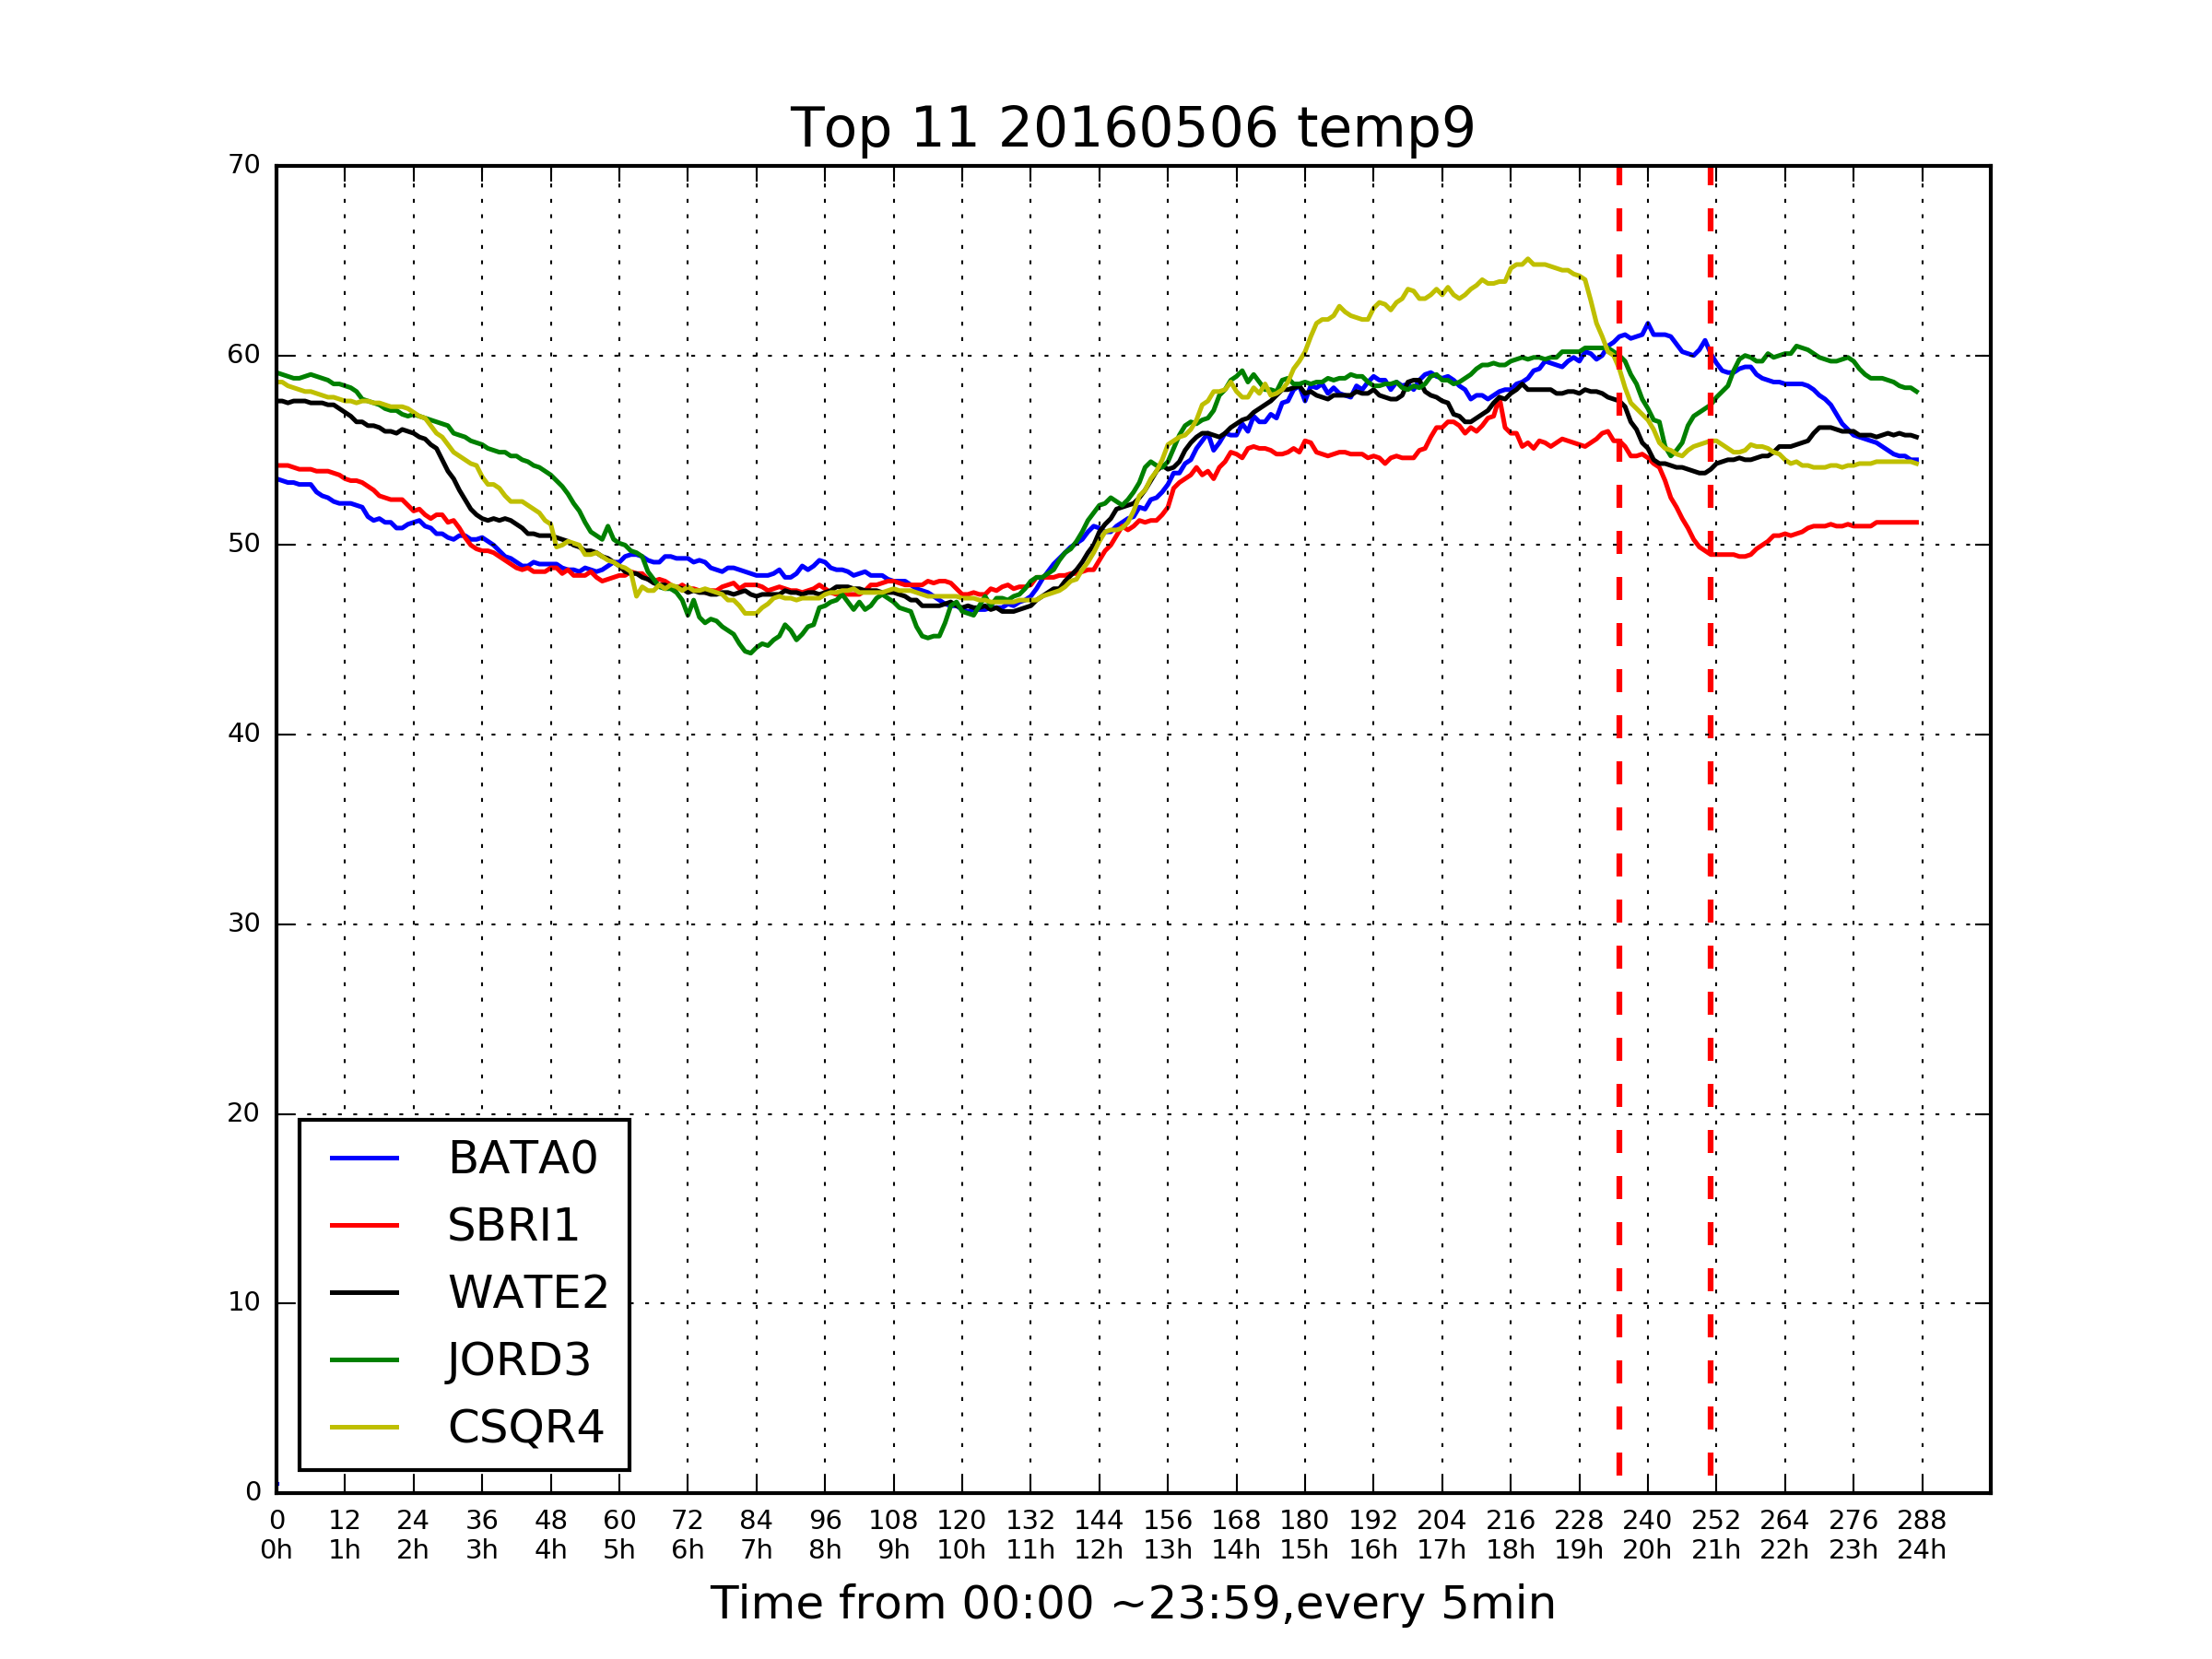 Top 11 20160506 temp9
70
60
50
40
30
20
10
0
BATA0
SBRI1
WATE2
JORD3
CSQR4
0 12 24 36 48 60 72 84 96 108 120 132 144 156 168 180 192 204 216 228 240 252 264 276 288
0h 1h 2h 3h 4h 5h 6h 7h 8h 9h 10h 11h 12h 13h 14h 15h 16h 17h 18h 19h 20h 21h 22h 23h 24h
Time from 00:00 ~23:59,every 5min